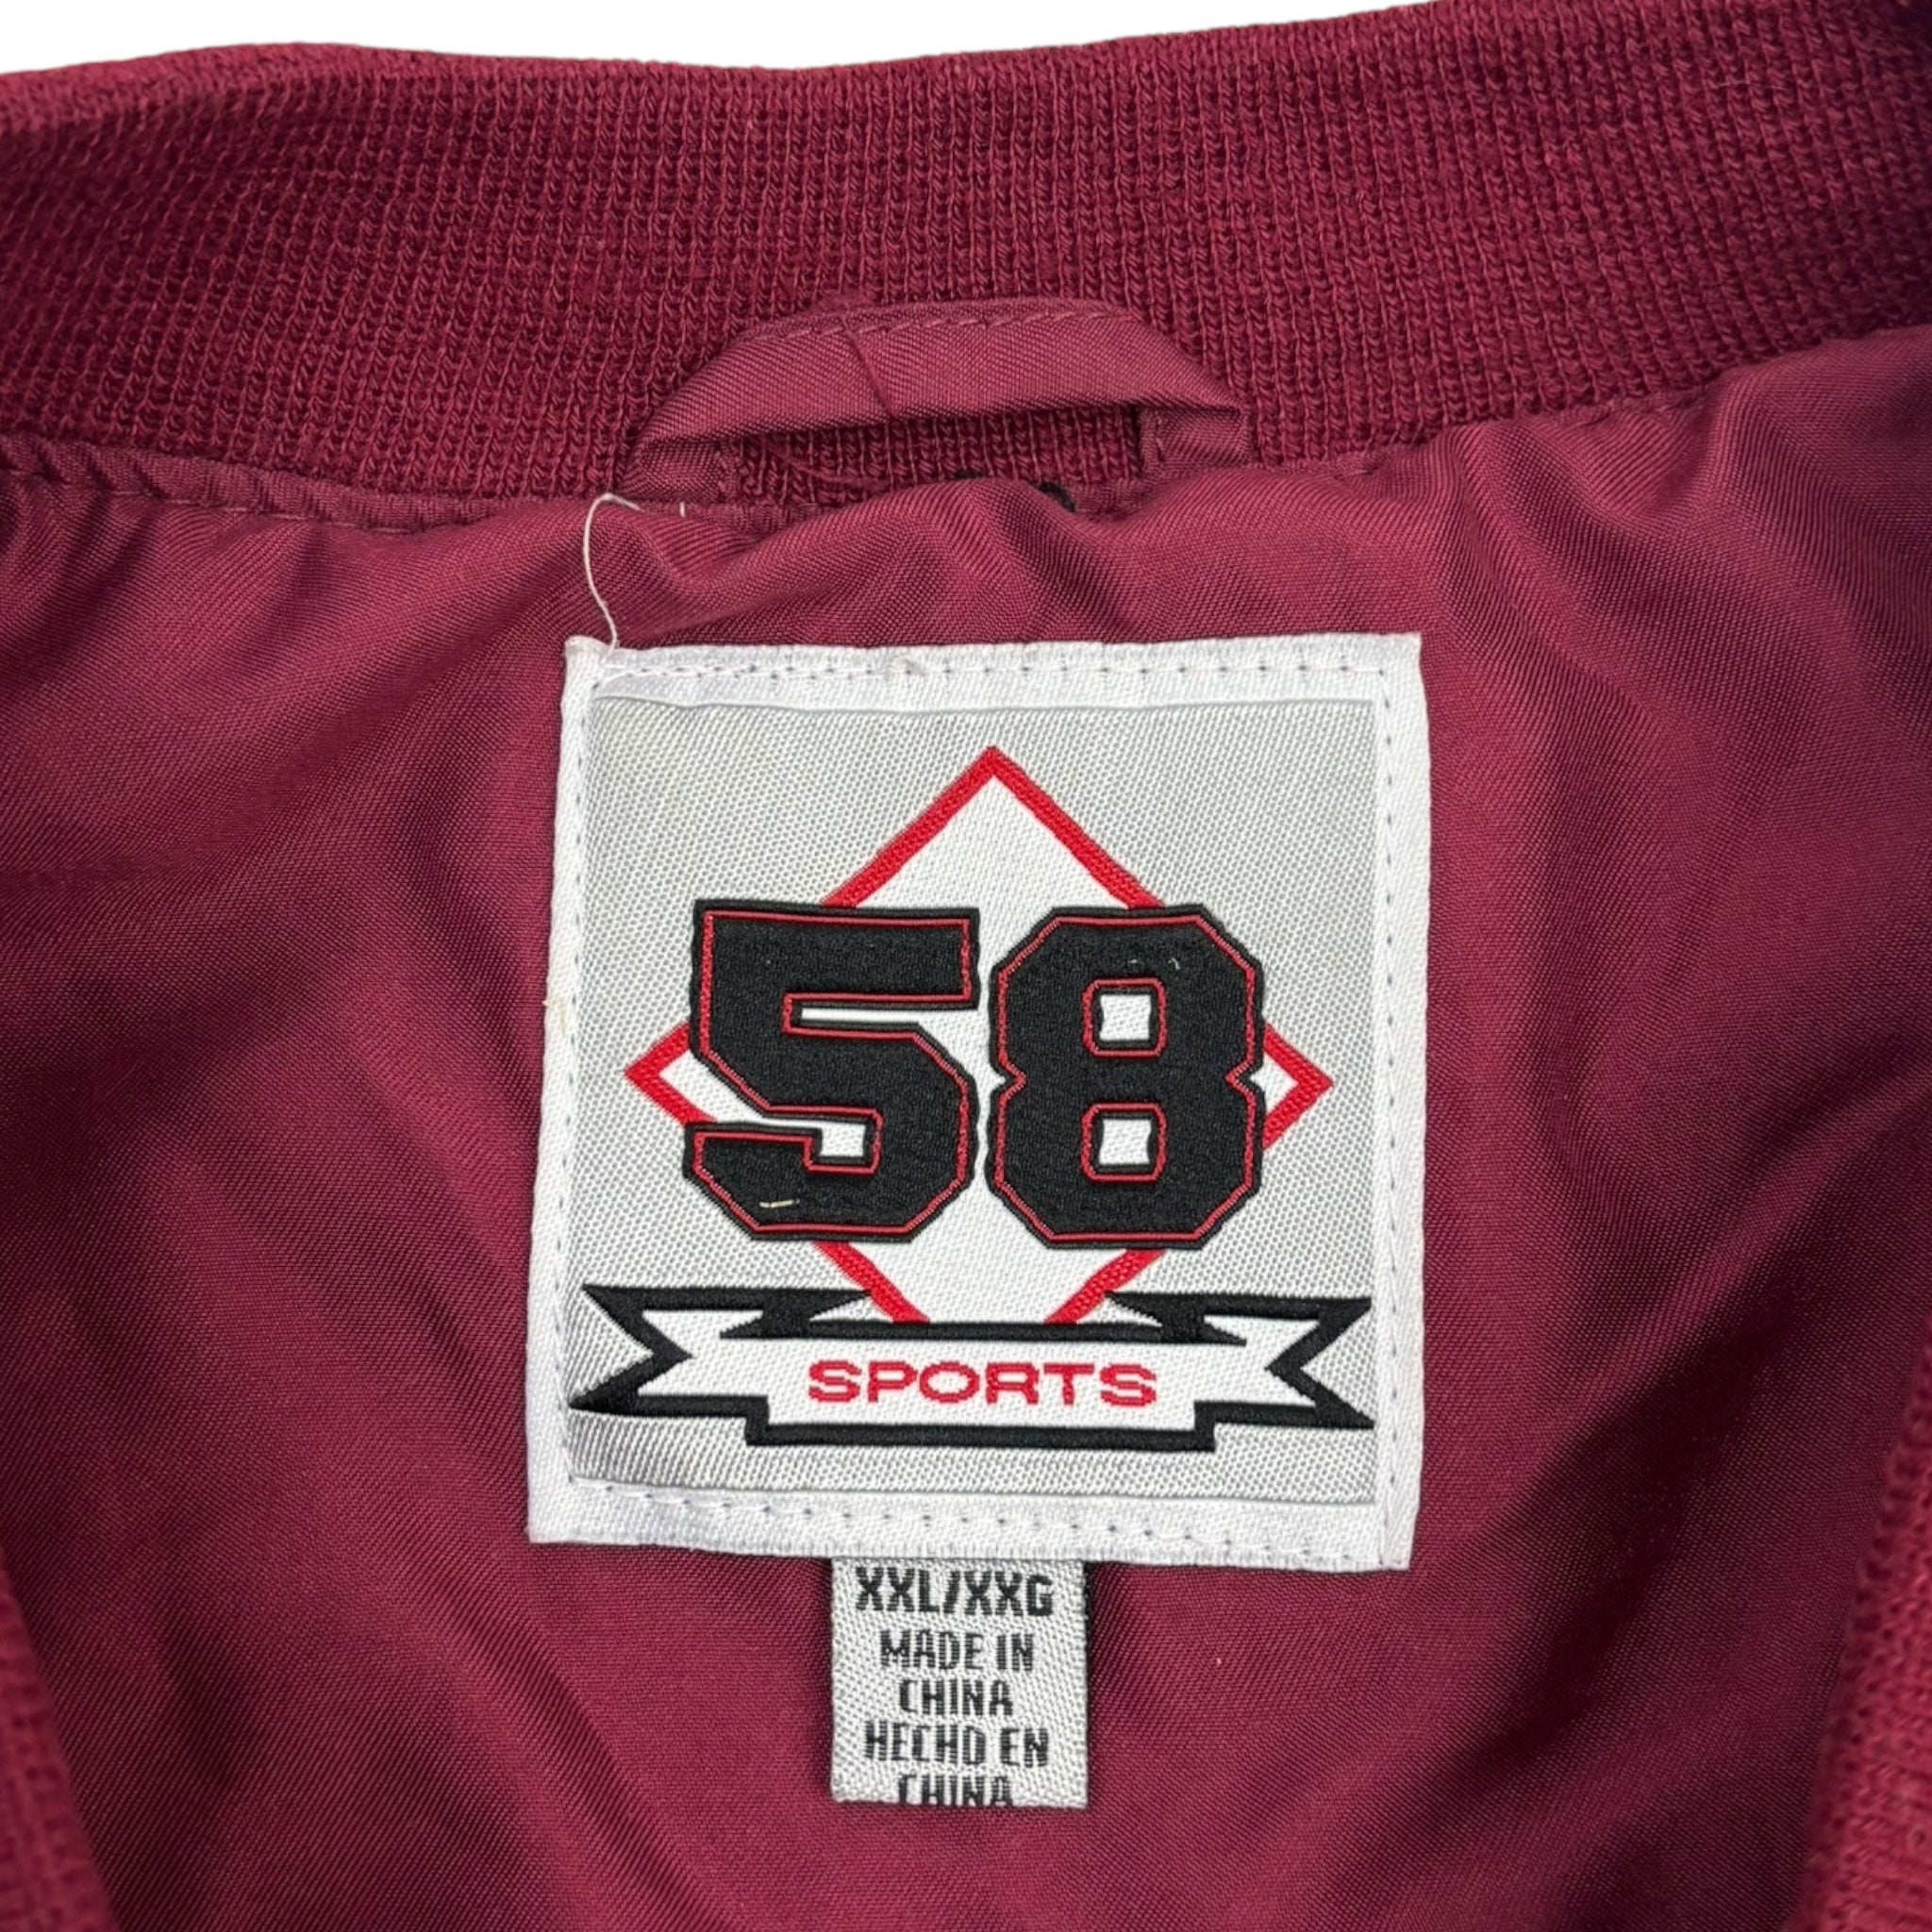 58
SPORTS
XXL/XXG
MADE IN
CHINA
HECHO EN
CHINA